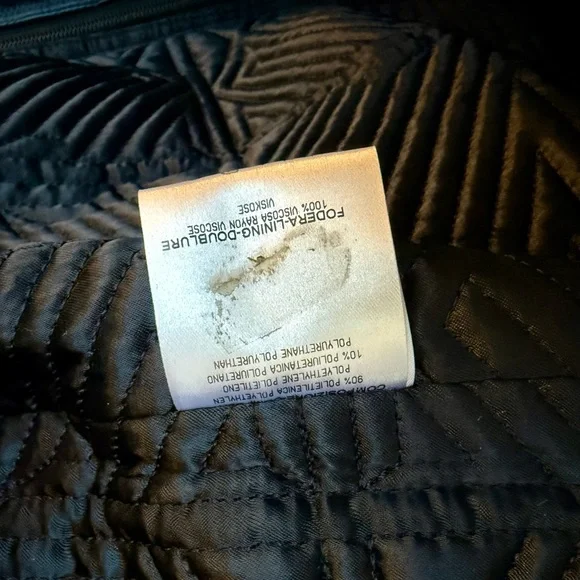 90% POLIETILENICA POLYETHYLEN
POLYETHYLENE POLIETILENO
10% POLIURETANICA POLIURETANO
POLYURETHANE POLYURETHAN
FODERA-LINING-DOUBLURE
100% VISCOSA RAYON VISCOSE
VISKOSE